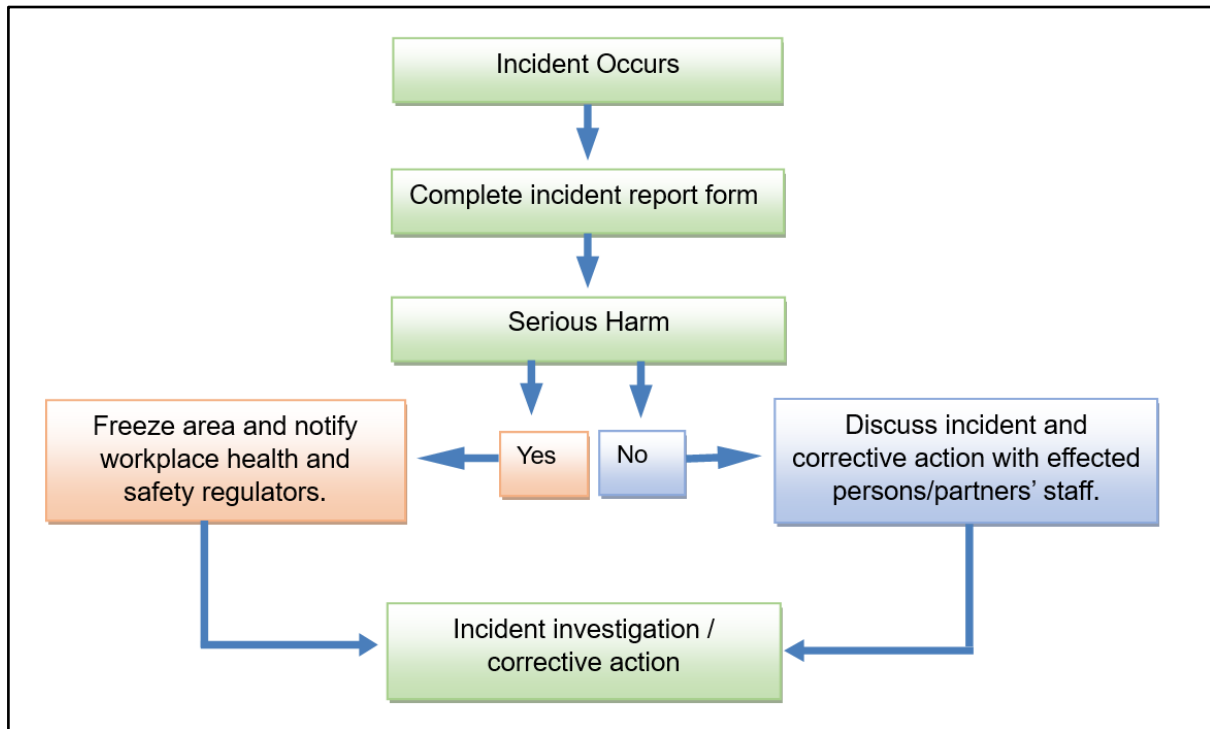 Incident Occurs
Complete incident report form
Serious Harm
Freeze area and notify
workplace health and
safety regulators.
Yes
No
Discuss incident and
corrective action with effected
persons/partners’ staff.
Incident investigation /
corrective action